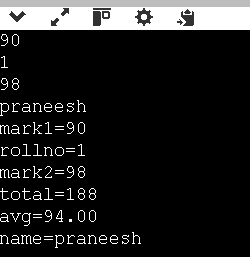 90
1
98
praneesh
mark1=90
rollno=1
mark2=98
total=188
avg=94.00
name=praneesh